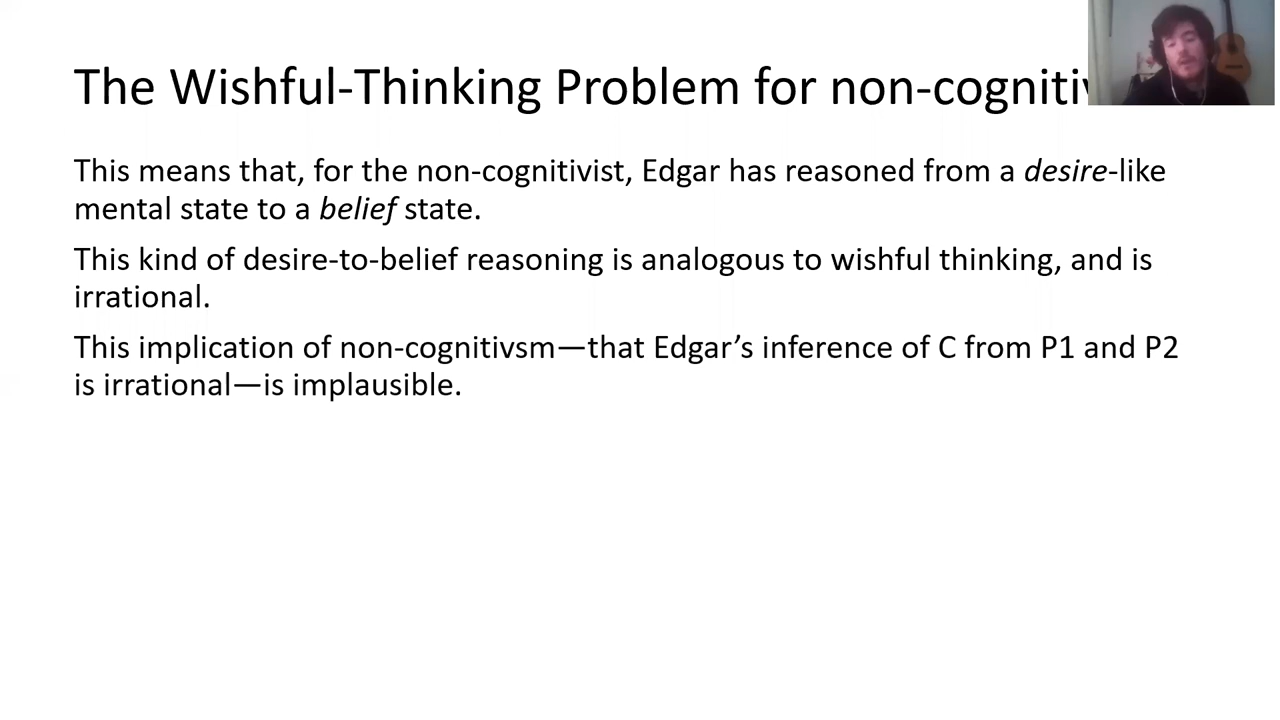 The Wishful-Thinking Problem for non-cogniti
This means that, for the non-cognitivist, Edgar has reasoned from a desire-like
mental state to a belief state.
This kind of desire-to-belief reasoning is analogous to wishful thinking, and is
irrational.
This implication of non-cognitivsm—that Edgar’s inference of C from P1 and P2
is irrational—is implausible.